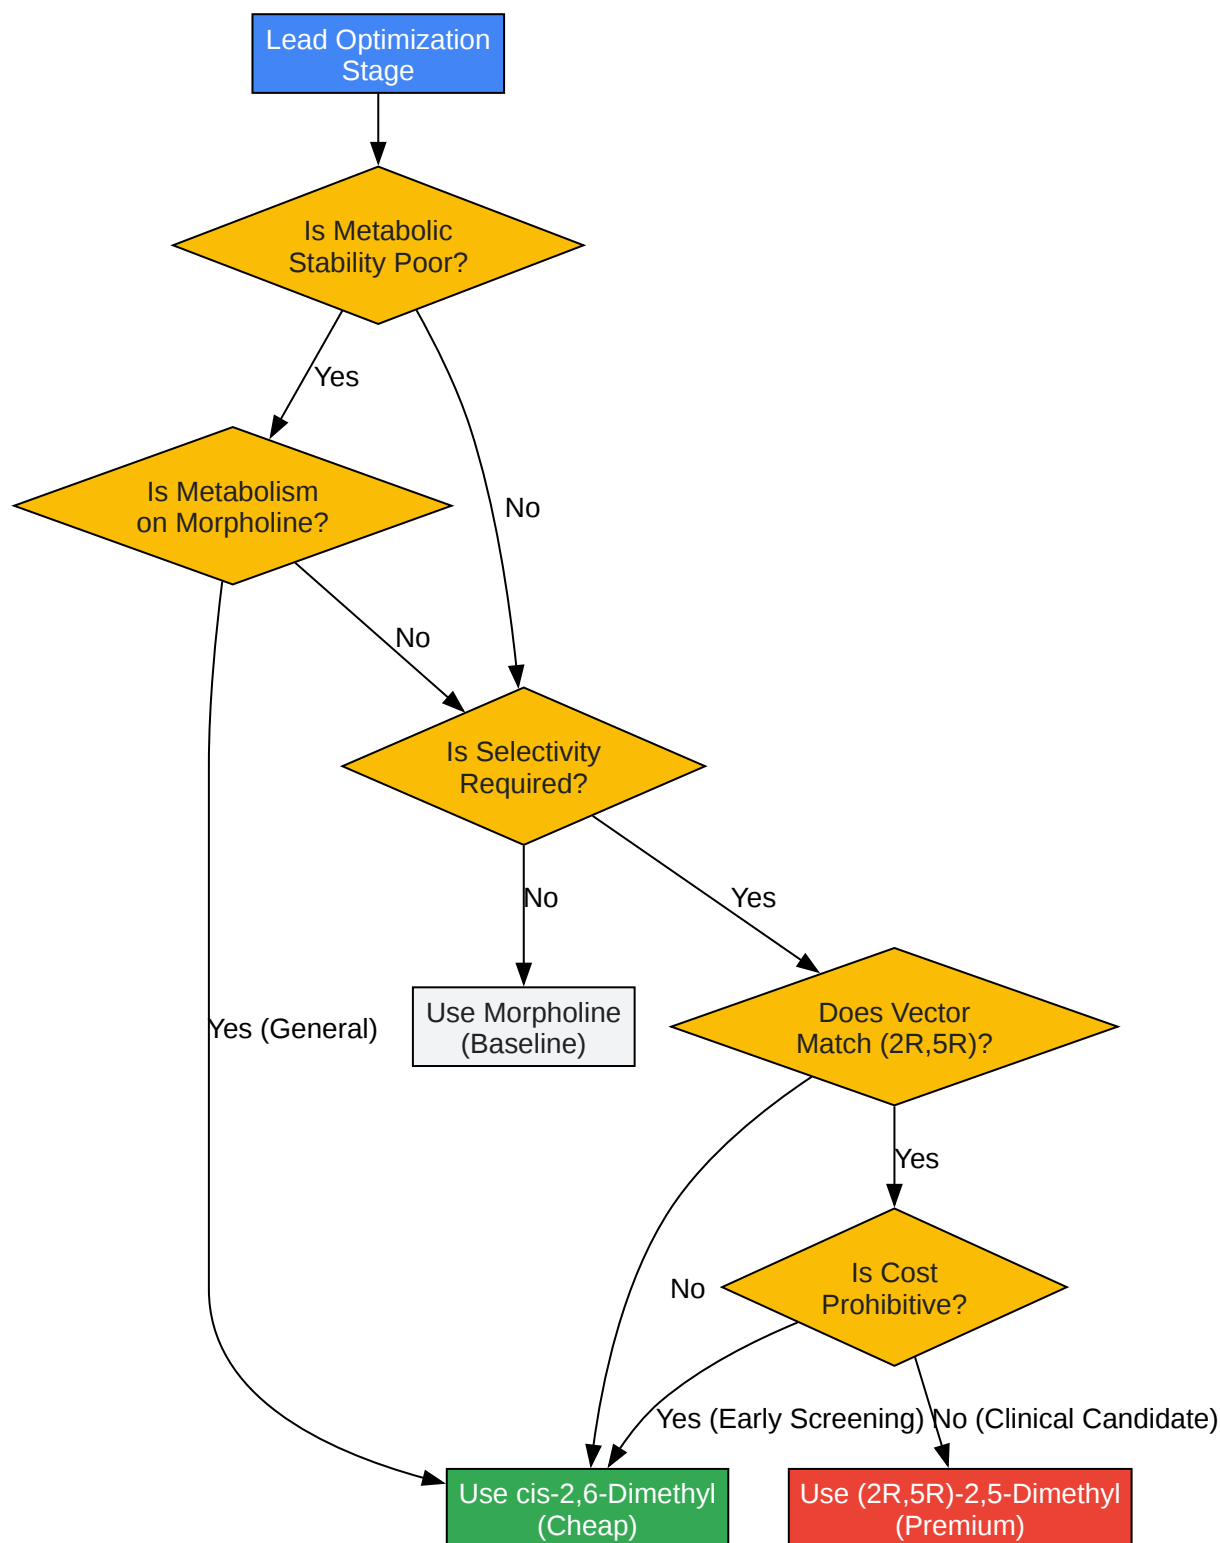 Lead Optimization
Stage
Is Metabolic
Stability Poor?
Yes
Is Metabolism
on Morpholine?
No
No
Is Selectivity
Required?
No
Yes
Use Morpholine
(Baseline)
Yes (General)
Does Vector
Match (2R,5R)?
Yes
No
Is Cost
Prohibitive?
Yes (Early Screening)
No (Clinical Candidate)
Use cis-2,6-Dimethyl
(Cheap)
Use (2R,5R)-2,5-Dimethyl
(Premium)